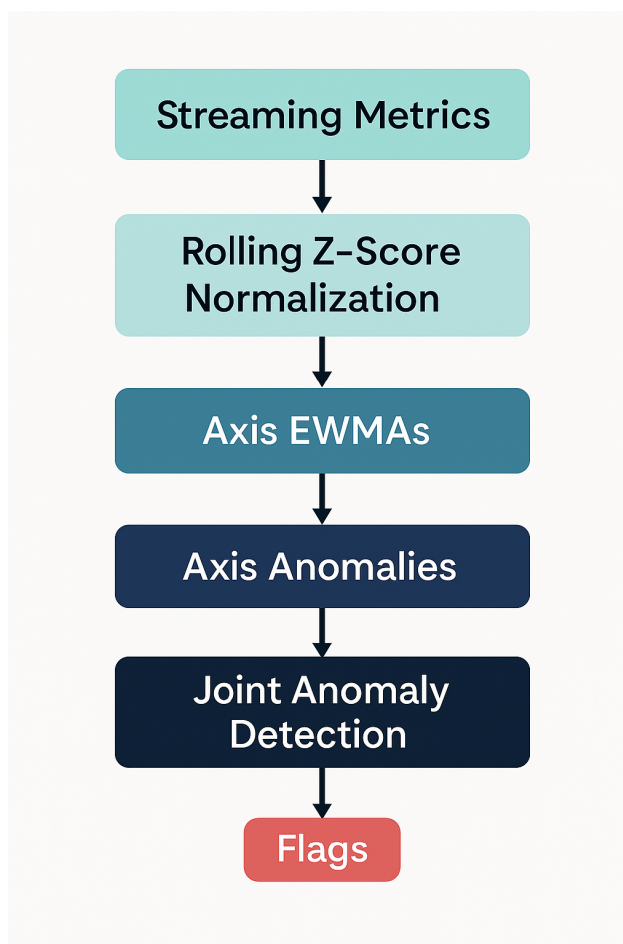 Streaming Metrics
Rolling Z-Score
Normalization
Axis EWMAs
Axis Anomalies
Joint Anomaly
Detection
Flags